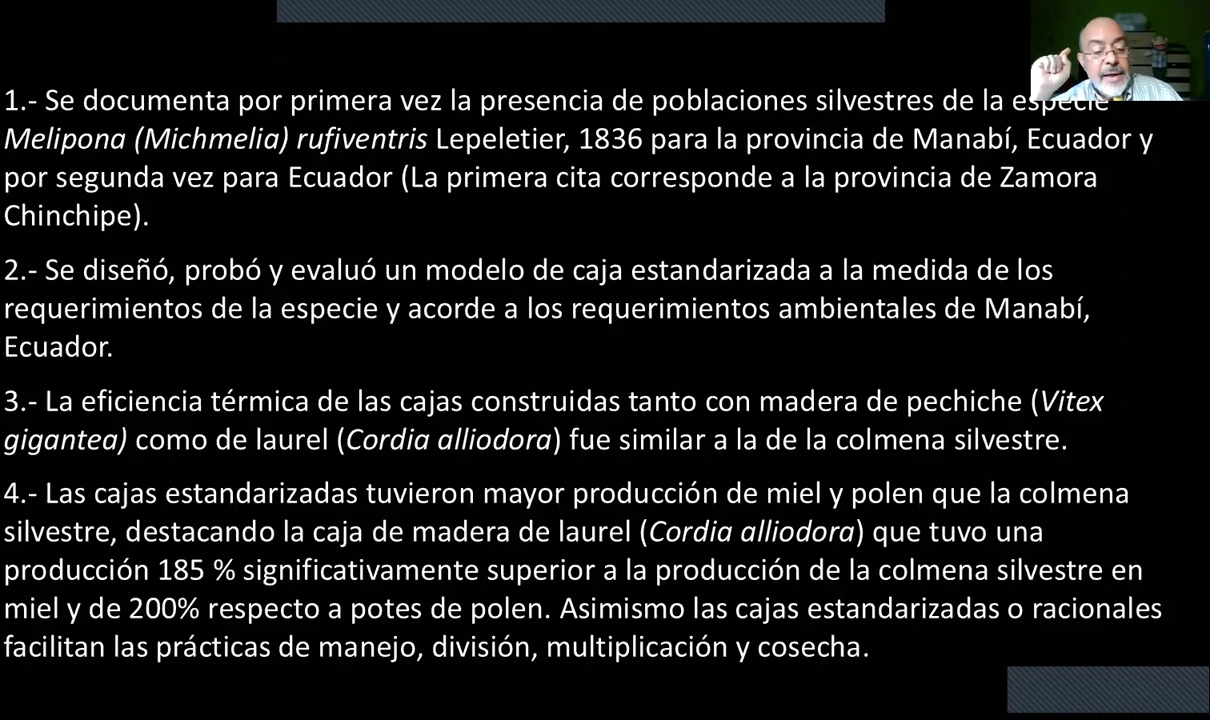 1.- Se documenta por primera vez la presencia de poblaciones silvestres de la especie
Melipona (Michmelia) rufiventris Lepeletier, 1836 para la provincia de Manabí, Ecuador y
por segunda vez para Ecuador (La primera cita corresponde a la provincia de Zamora
Chinchipe).
2.- Se diseñó, probó y evaluó un modelo de caja estandarizada a la medida de los
requerimientos de la especie y acorde a los requerimientos ambientales de Manabí,
Ecuador.
3.- La eficiencia térmica de las cajas construidas tanto con madera de pechiche (Vitex
gigantea) como de laurel (Cordia alliodora) fue similar a la de la colmena silvestre.
4.- Las cajas estandarizadas tuvieron mayor producción de miel y polen que la colmena
silvestre, destacando la caja de madera de laurel (Cordia alliodora) que tuvo una
producción 185 % significativamente superior a la producción de la colmena silvestre en
miel y de 200% respecto a potes de polen. Asimismo las cajas estandarizadas o racionales
facilitan las prácticas de manejo, división, multiplicación y cosecha.